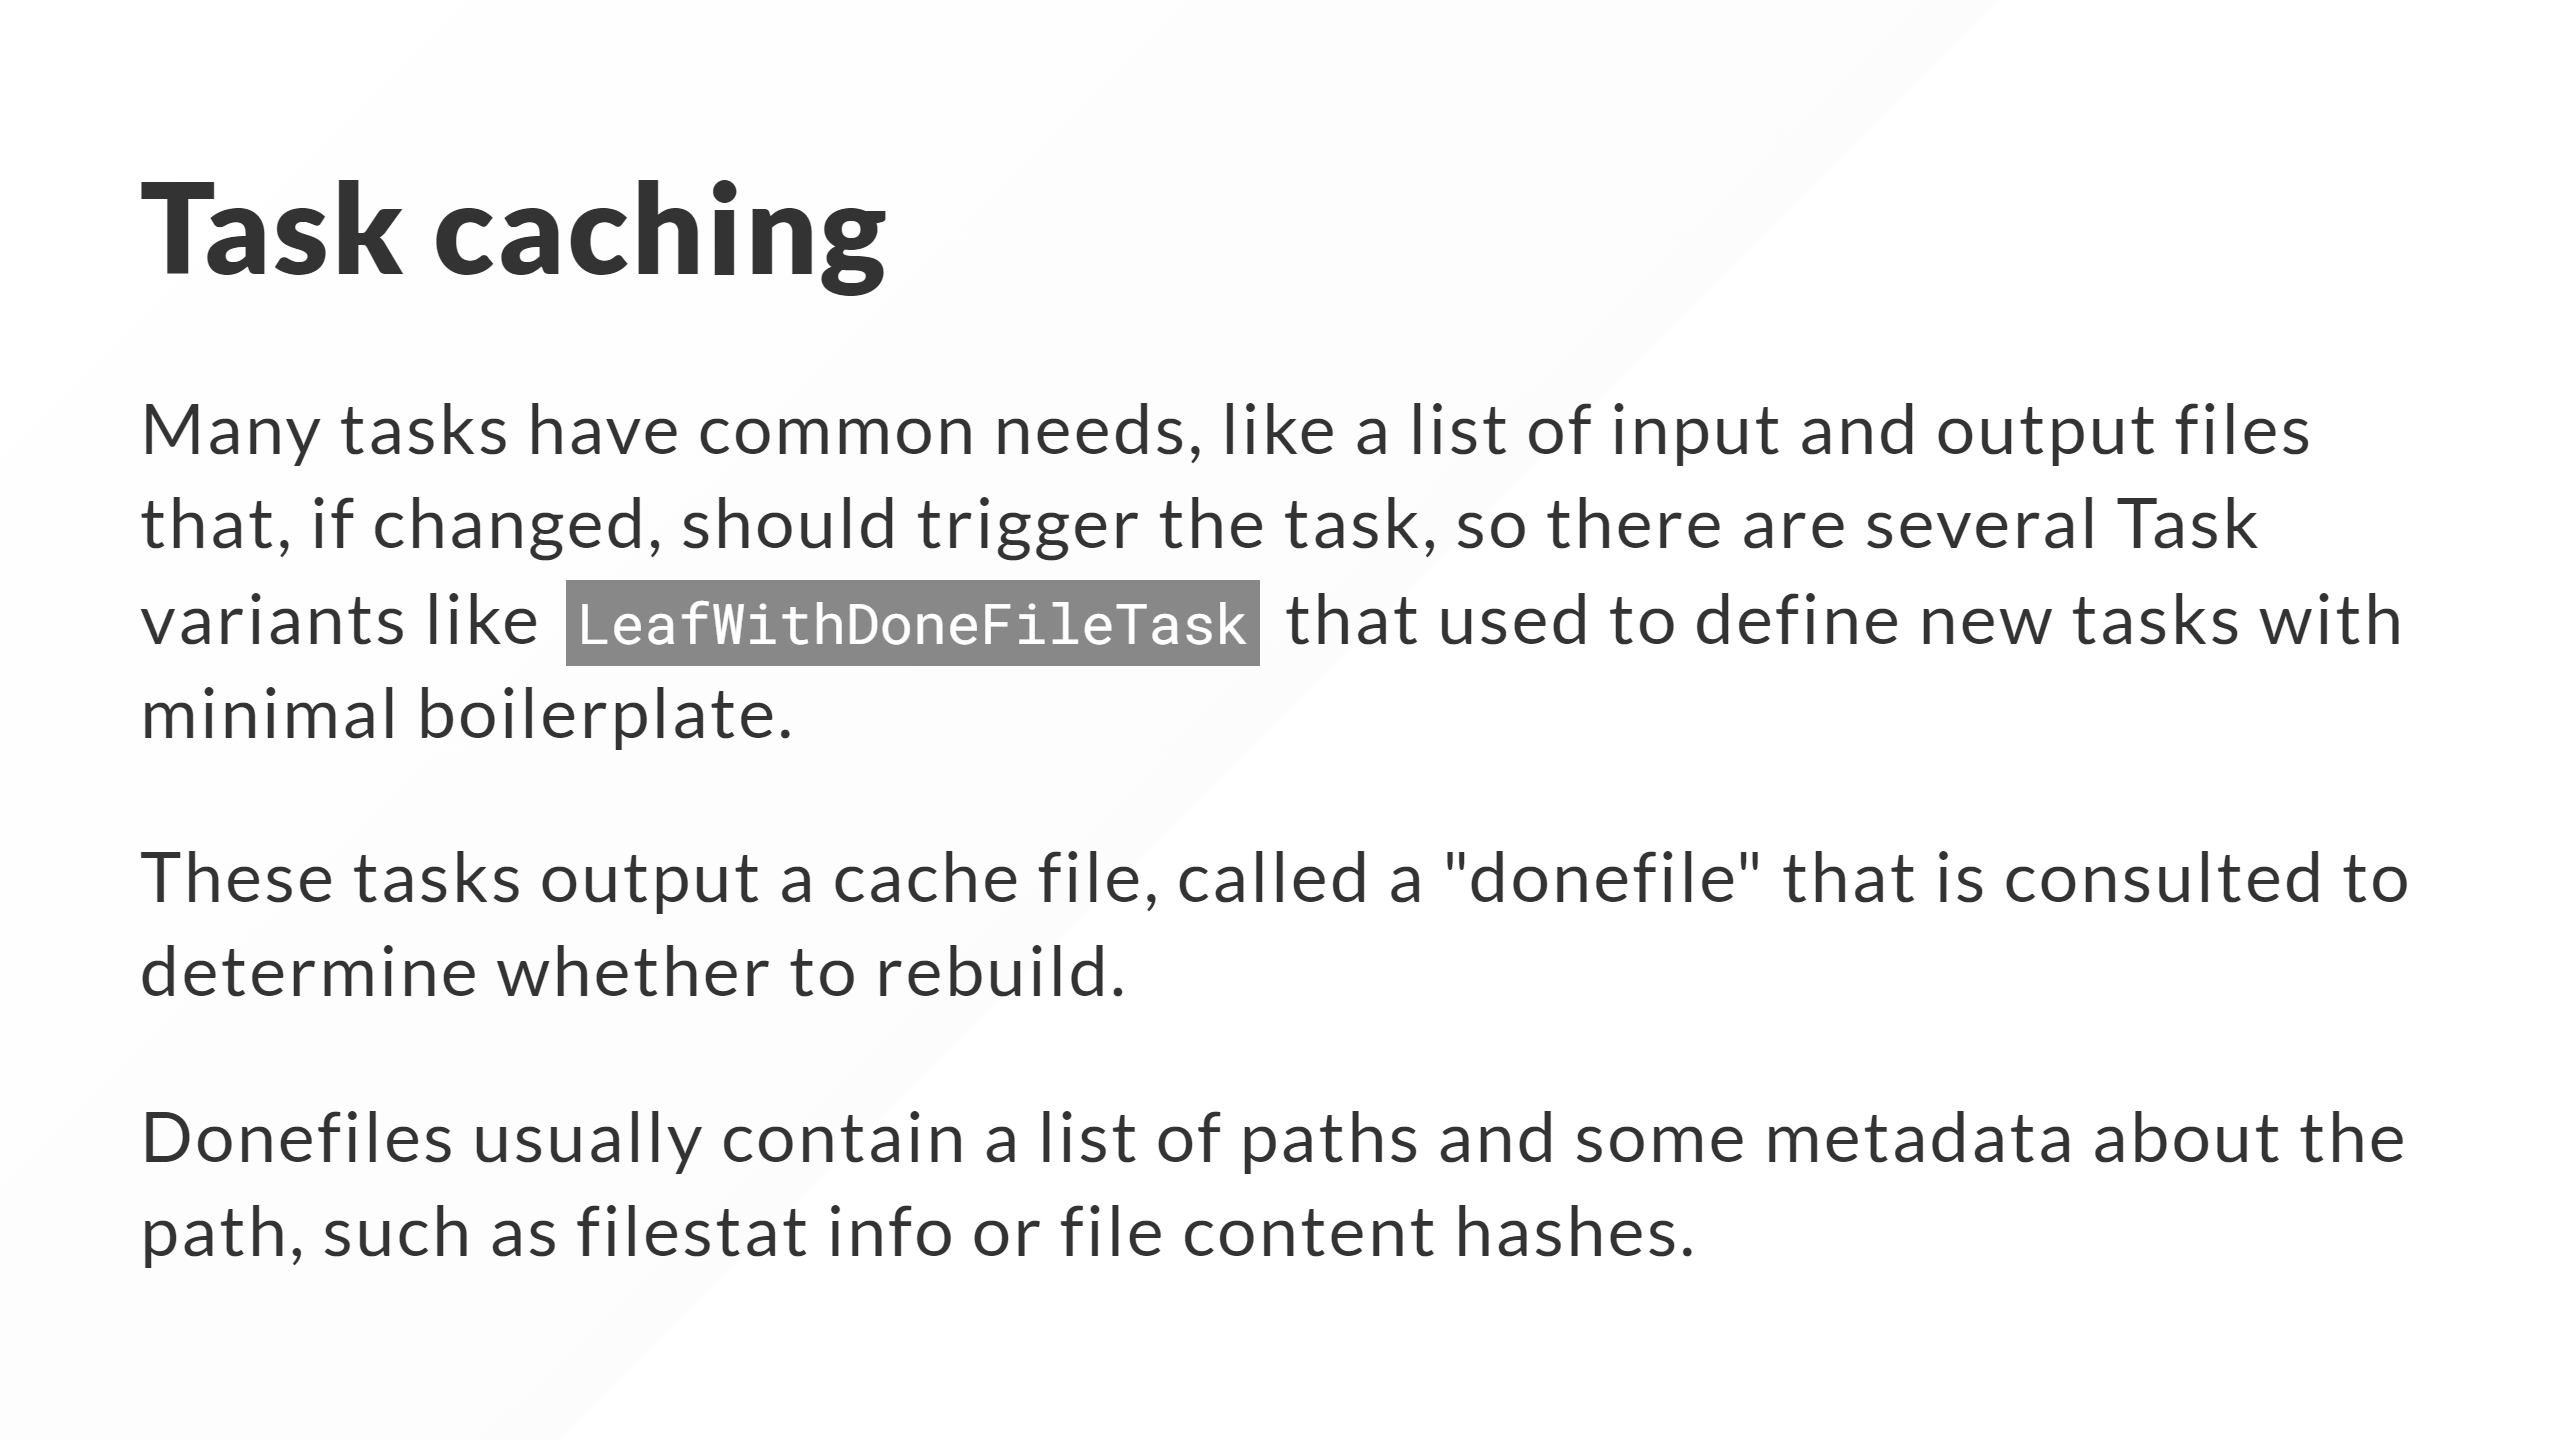 Task caching
Many tasks have common needs, like a list of input and output files
that, if changed, should trigger the task, so there are several Task
variants like LeafWithDoneFileTask that used to define new tasks with
minimal boilerplate.
These tasks output a cache file, called a "donefile" that is consulted to
determine whether to rebuild.
Donefiles usually contain a list of paths and some metadata about the
path, such as filestat info or file content hashes.